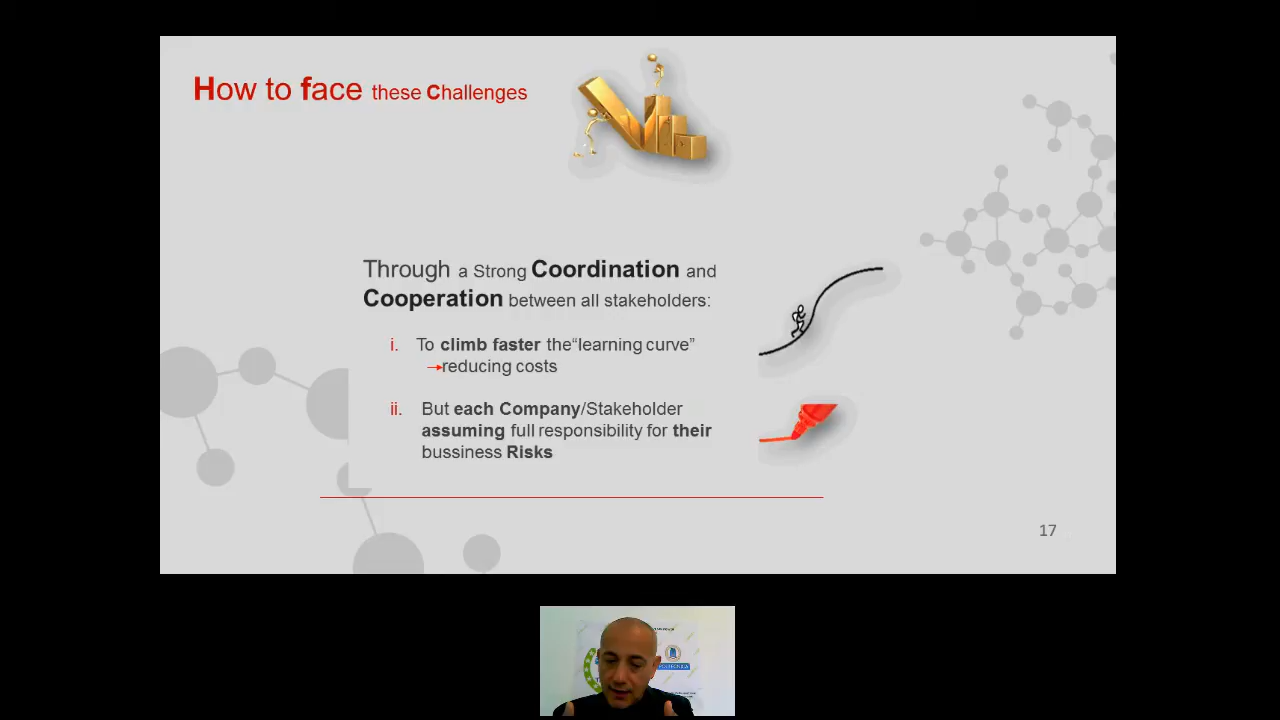 How to face these Challenges
Through a Strong Coordination and
Cooperation between all stakeholders:
i. To climb faster the“learning curve”
→reducing costs
ii. But each Company/Stakeholder
assuming full responsibility for their
bussiness Risks
17